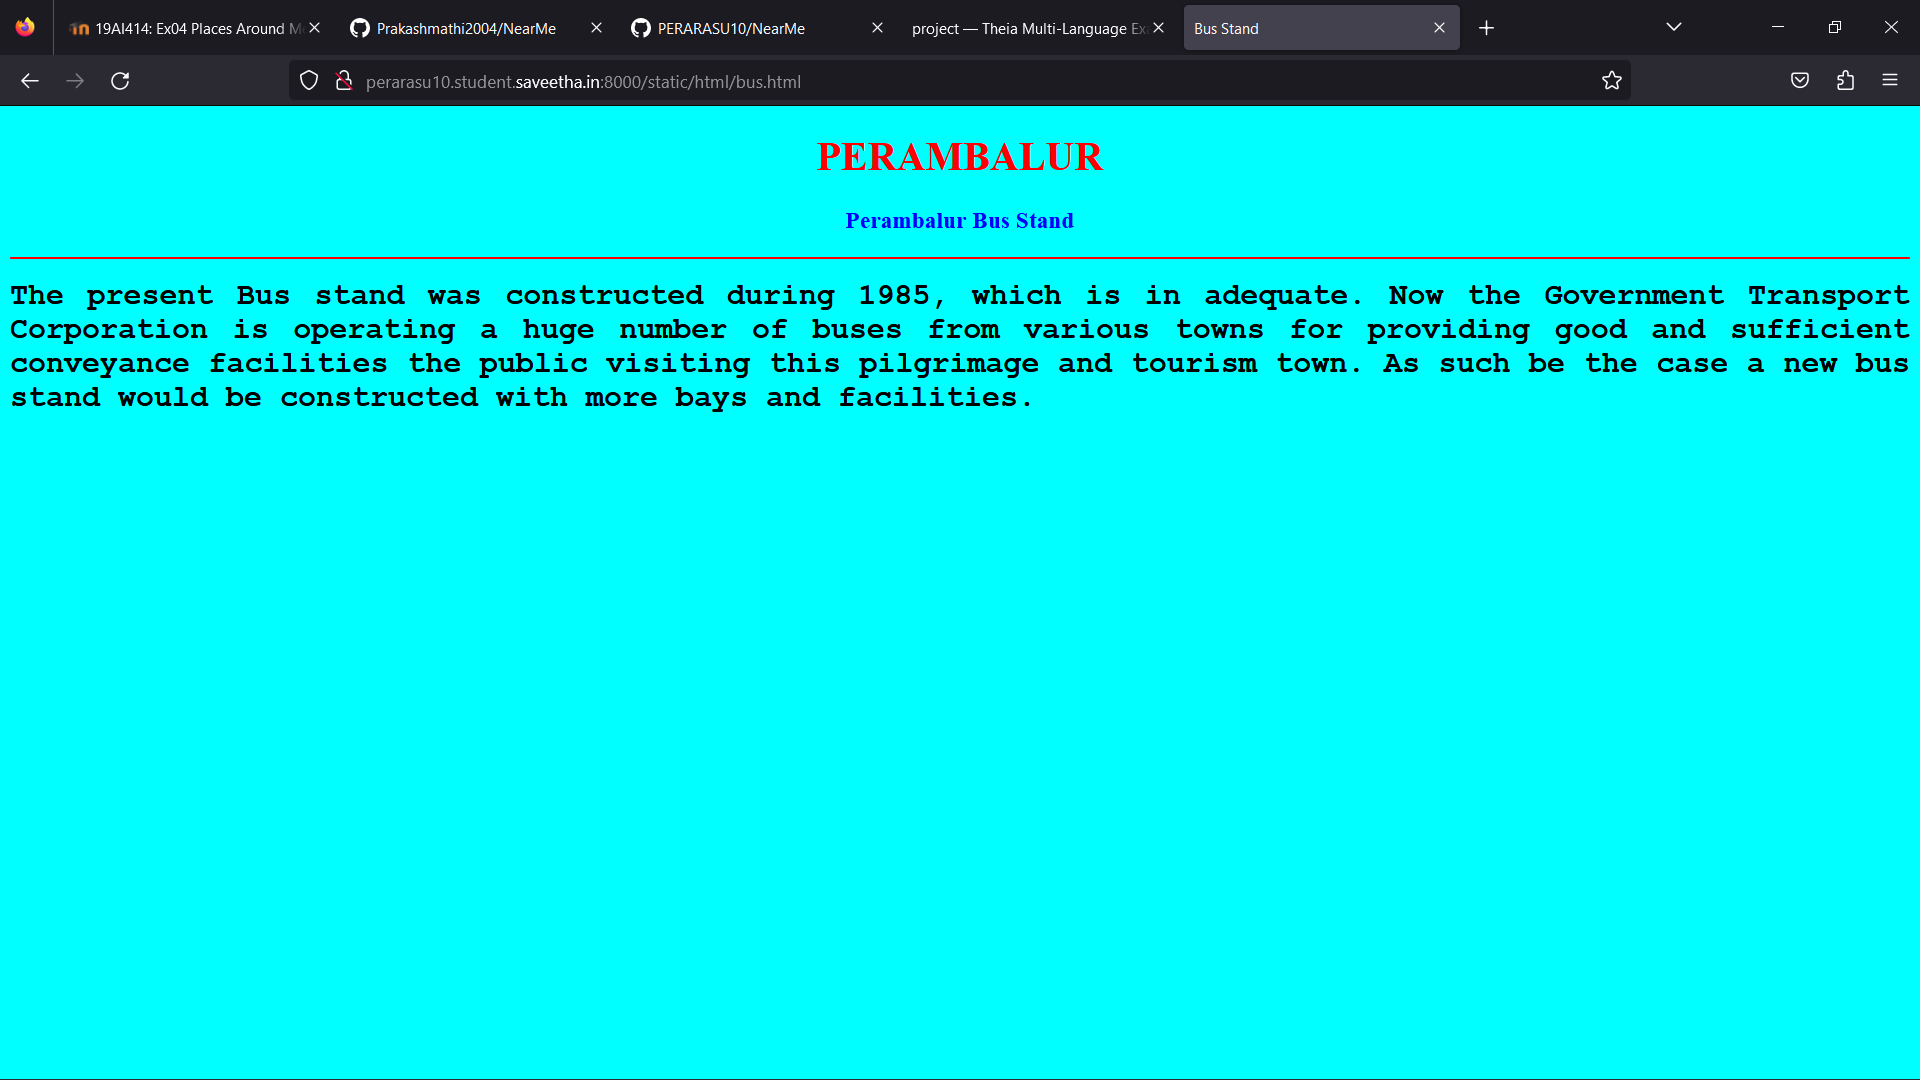 19AI414: Ex04 Places Around M
Prakashmathi2004/NearMe
PERARASU10/NearMe
project — Theia Multi-Language Ex
Bus Stand
perarasu10.student.saveetha.in:8000/static/html/bus.html
PERAMBALUR
Perambalur Bus Stand
The present Bus stand was constructed during 1985, which is in adequate. Now the Government Transport
Corporation is operating a huge number of buses from various towns for providing good and sufficient
conveyance facilities the public visiting this pilgrimage and tourism town. As such be the case a new bus
stand would be constructed with more bays and facilities.